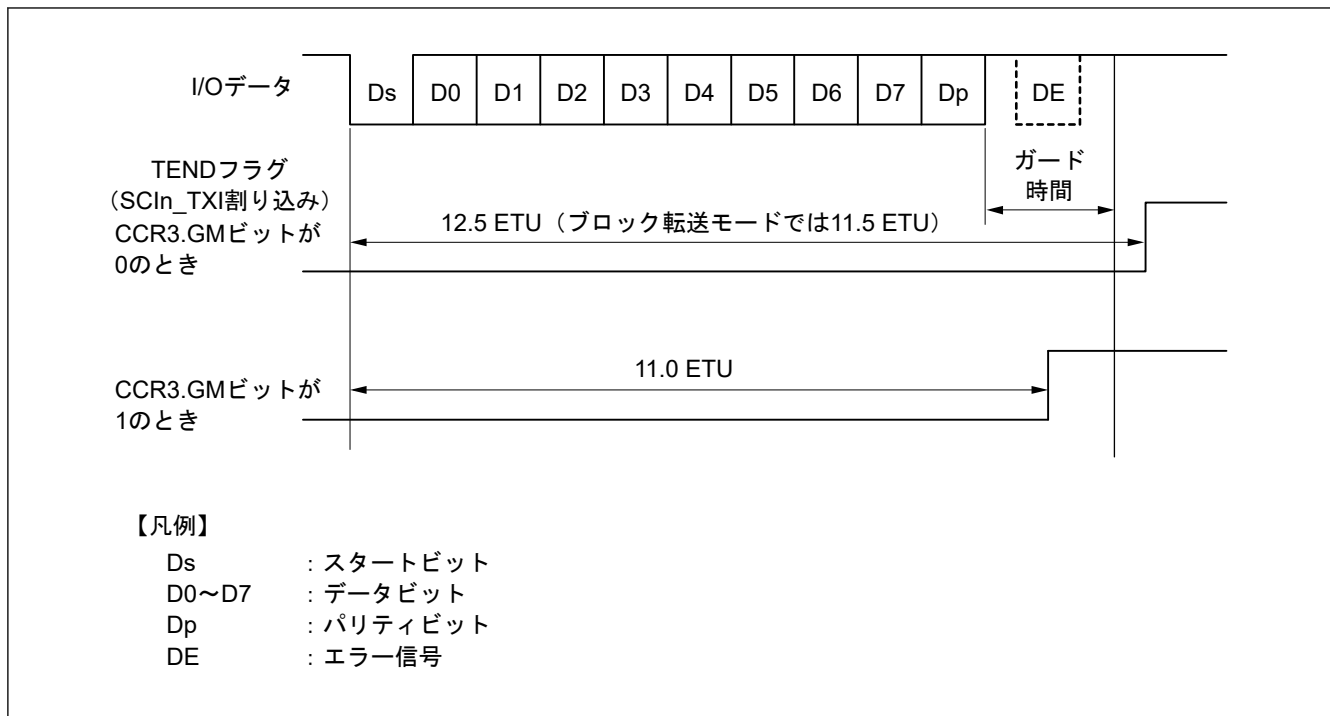 I/Oデータ
Ds D0 D1 D2 D3 D4 D5 D6 D7 Dp DE
ガード
時間
TENDフラグ
（SCIn_TXI割り込み）
CCR3.GMビットが
0のとき
12.5 ETU（ブロック転送モードでは11.5 ETU）
11.0 ETU
CCR3.GMビットが
1のとき
【凡例】
Ds : スタートビット
D0～D7 : データビット
Dp : パリティビット
DE : エラー信号